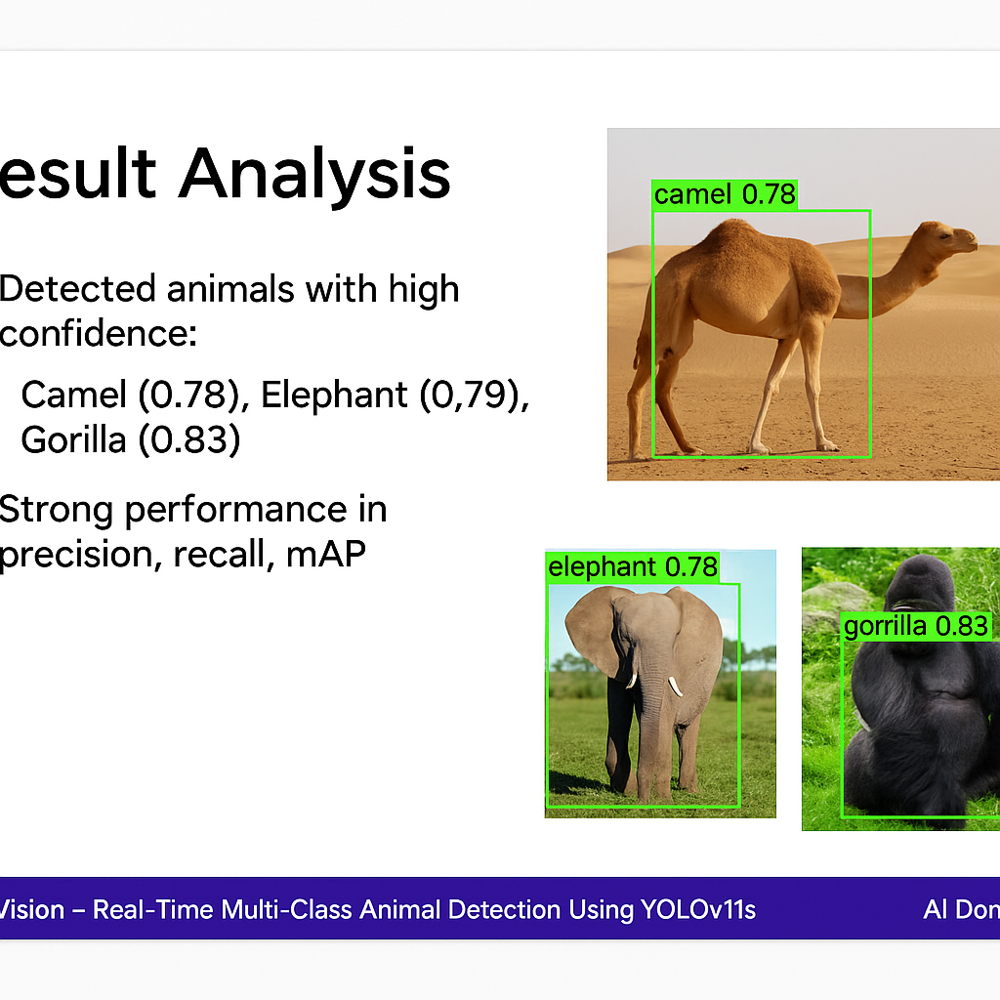 esult Analysis
Detected animals with high
confidence:
Camel (0.78), Elephant (0,79),
Gorilla (0.83)
Strong performance in
precision, recall, mAP
camel 0.78
elephant 0.78
gorrilla 0.83
Vision – Real-Time Multi-Class Animal Detection Using YOLOv11s
Al Dom